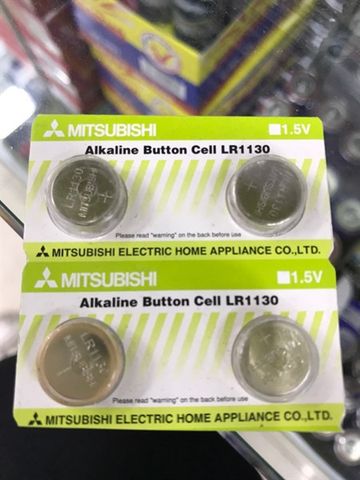 MITSUBISHI 1.5V
Alkaline Button Cell LR1130
LR1130
Please read "warning" on the back before use
MITSUBISHI ELECTRIC HOME APPLIANCE CO.,LTD.
MITSUBISHI 1.5V
Alkaline Button Cell LR1130
Please read "warning" on the back before use
MITSUBISHI ELECTRIC HOME APPLIANCE CO.,LTD.